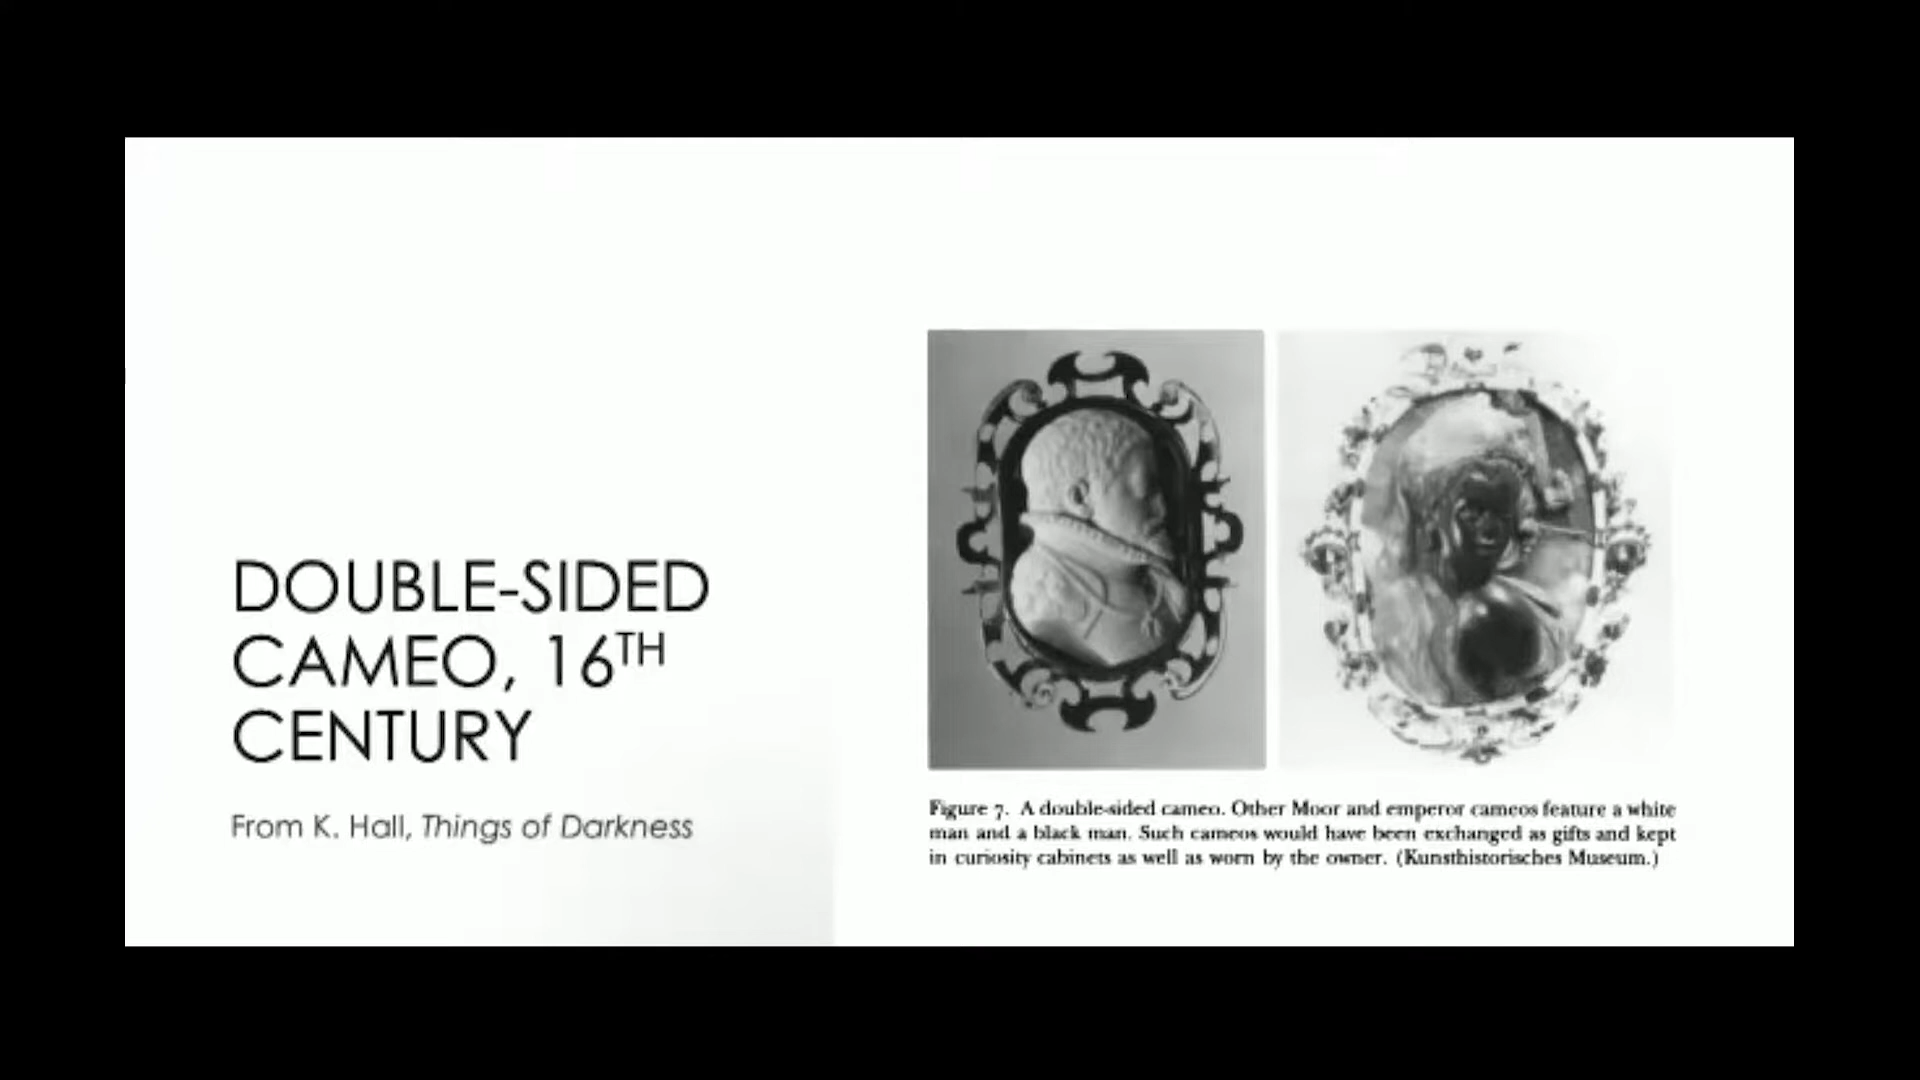 DOUBLE-SIDED
CAMEO, 16TH
CENTURY
From K. Hall, Things of Darkness
Figure 7. A double-sided cameo. Other Moor and emperor cameos feature a white
man and a black man. Such cameos would have been exchanged as gifts and kept
in curiosity cabinets as well as worn by the owner. (Kunsthistorisches Museum.)